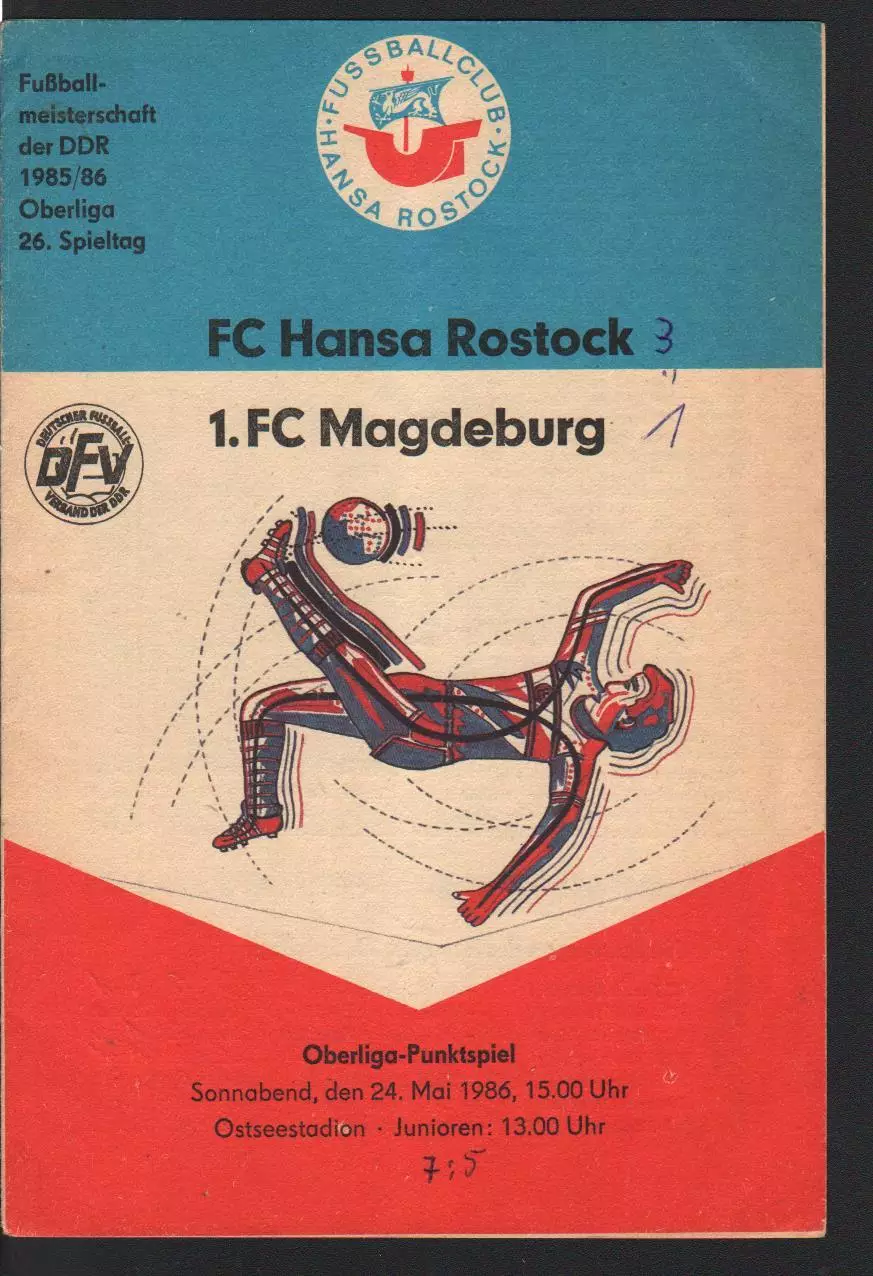 Fußball-
meisterschaft
der DDR
1985/86
Oberliga
26. Spieltag
· FUSSBALLCLUB ·
HANSA ROSTOCK
FC Hansa Rostock 3
:
1. FC Magdeburg 1
DEUTSCHER FUSSBALL-
DFV
VERBAND DER DDR
Oberliga-Punktspiel
Sonnabend, den 24. Mai 1986, 15.00 Uhr
Ostseestadion · Junioren: 13.00 Uhr
7:5